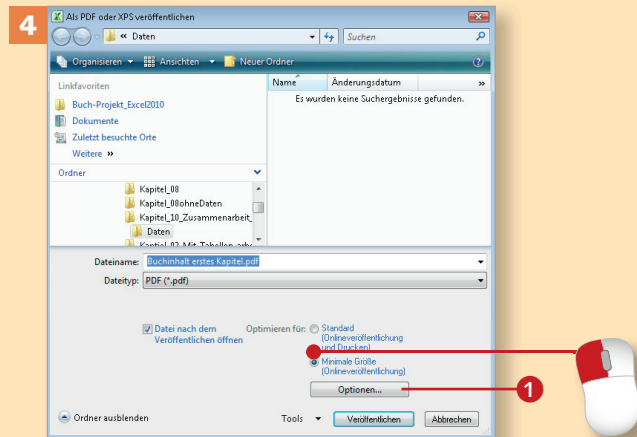 4
Als PDF oder XPS veröffentlichen
« Daten
Suchen
Organisieren
Ansichten
Neuer Ordner
Linkfavoriten
Buch-Projekt_Excel2010
Dokumente
Zuletzt besuchte Orte
Weitere »
Name
Änderungsdatum
»
Es wurden keine Suchergebnisse gefunden.
Ordner
Kapitel_08
Kapitel_08ohneDaten
Kapitel_10_Zusammenarbeit_
Daten
Dateiname: Buchinhalt erstes Kapitel.pdf
Dateityp: PDF (*.pdf)
Datei nach dem
Veröffentlichen öffnen
Optimieren für:
Standard
(Onlineveröffentlichung
und Drucken)
Minimale Größe
(Onlineveröffentlichung)
Optionen...
1
Ordner ausblenden
Tools
Veröffentlichen
Abbrechen